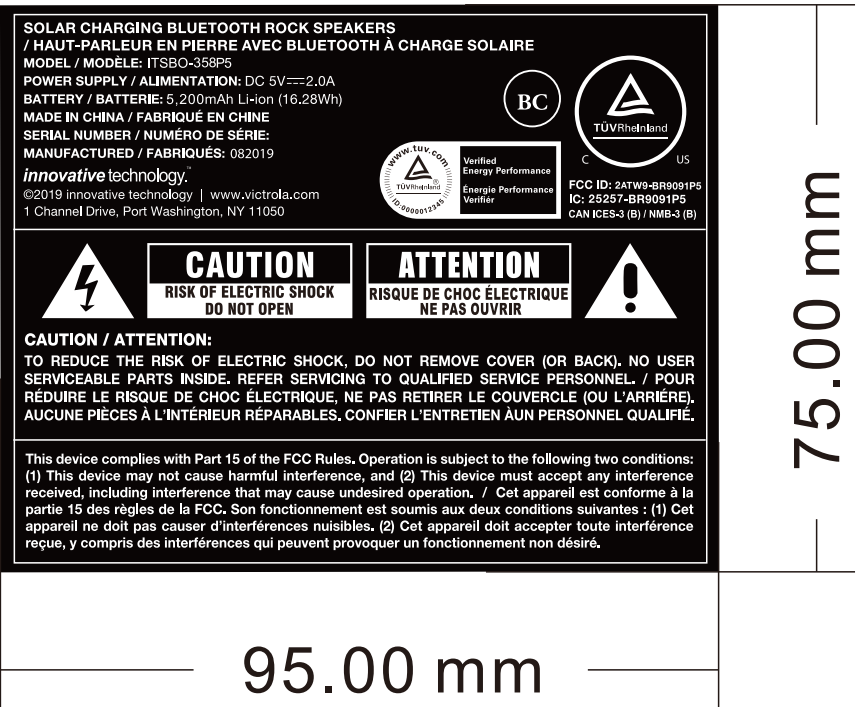 SOLAR CHARGING BLUETOOTH ROCK SPEAKERS
/ HAUT-PARLEUR EN PIERRE AVEC BLUETOOTH À CHARGE SOLAIRE
MODEL / MODÈLE: ITSBO-358P5
POWER SUPPLY / ALIMENTATION: DC 5V⎓2.0A
BATTERY / BATTERIE: 5,200mAh Li-ion (16.28Wh)
MADE IN CHINA / FABRIQUÉ EN CHINE
SERIAL NUMBER / NUMÉRO DE SÉRIE:
MANUFACTURED / FABRIQUÉS: 082019
innovative technology.™
©2019 innovative technology | www.victrola.com
1 Channel Drive, Port Washington, NY 11050
www.tuv.com
TÜVRheinland®
ID:0000012345
Verified
Energy Performance
Énergie Performance
Verifiér
BC
TÜVRheinland
C US
FCC ID: 2ATW9-BR9091P5
IC: 25257-BR9091P5
CAN ICES-3 (B) / NMB-3 (B)
CAUTION
RISK OF ELECTRIC SHOCK
DO NOT OPEN
ATTENTION
RISQUE DE CHOC ÉLECTRIQUE
NE PAS OUVRIR
CAUTION / ATTENTION:
TO REDUCE THE RISK OF ELECTRIC SHOCK, DO NOT REMOVE COVER (OR BACK). NO USER
SERVICEABLE PARTS INSIDE. REFER SERVICING TO QUALIFIED SERVICE PERSONNEL. / POUR
RÉDUIRE LE RISQUE DE CHOC ÉLECTRIQUE, NE PAS RETIRER LE COUVERCLE (OU L'ARRIÉRE).
AUCUNE PIÈCES À L'INTÉRIEUR RÉPARABLES. CONFIER L'ENTRETIEN ÀUN PERSONNEL QUALIFIÉ.
This device complies with Part 15 of the FCC Rules. Operation is subject to the following two conditions:
(1) This device may not cause harmful interference, and (2) This device must accept any interference
received, including interference that may cause undesired operation. / Cet appareil est conforme à la
partie 15 des règles de la FCC. Son fonctionnement est soumis aux deux conditions suivantes : (1) Cet
appareil ne doit pas causer d'interférences nuisibles. (2) Cet appareil doit accepter toute interférence
reçue, y compris des interférences qui peuvent provoquer un fonctionnement non désiré.
75.00 mm
95.00 mm